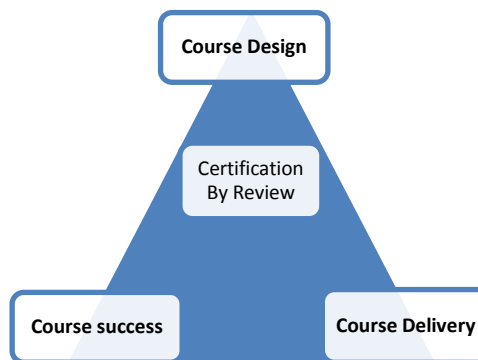 Course Design
Certification
By Review
Course success
Course Delivery